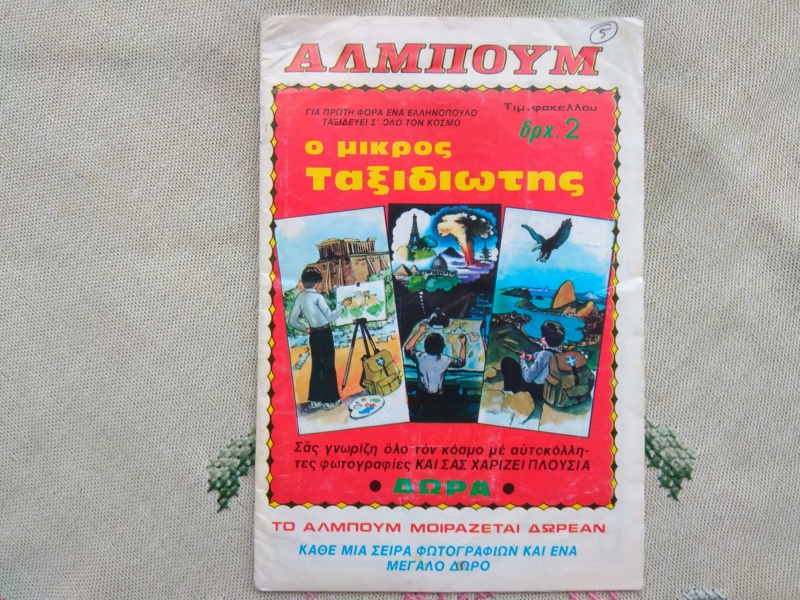 5
ΑΛΜΠΟΥΜ
ΓΙΑ ΠΡΩΤΗ ΦΟΡΑ ΕΝΑ ΕΛΛΗΝΟΠΟΥΛΟ
ΤΑΞΙΔΕΥΕΙ Σ' ΟΛΟ ΤΟΝ ΚΟΣΜΟ
Τιμ. φακελλου
δρχ. 2
ο μικρος
Ταξιδιωτης
Σᾶς γνωρίζη ὅλο τὸν κόσμο μέ αὐτοκόλλη-
τες φωτογραφίες ΚΑΙ ΣΑΣ ΧΑΡΙΖΕΙ ΠΛΟΥΣΙΑ
• ΔΩΡΑ •
ΤΟ ΑΛΜΠΟΥΜ ΜΟΙΡΑΖΕΤΑΙ ΔΩΡΕΑΝ
ΚΑΘΕ ΜΙΑ ΣΕΙΡΑ ΦΩΤΟΓΡΑΦΙΩΝ ΚΑΙ ΕΝΑ
ΜΕΓΑΛΟ ΔΩΡΟ